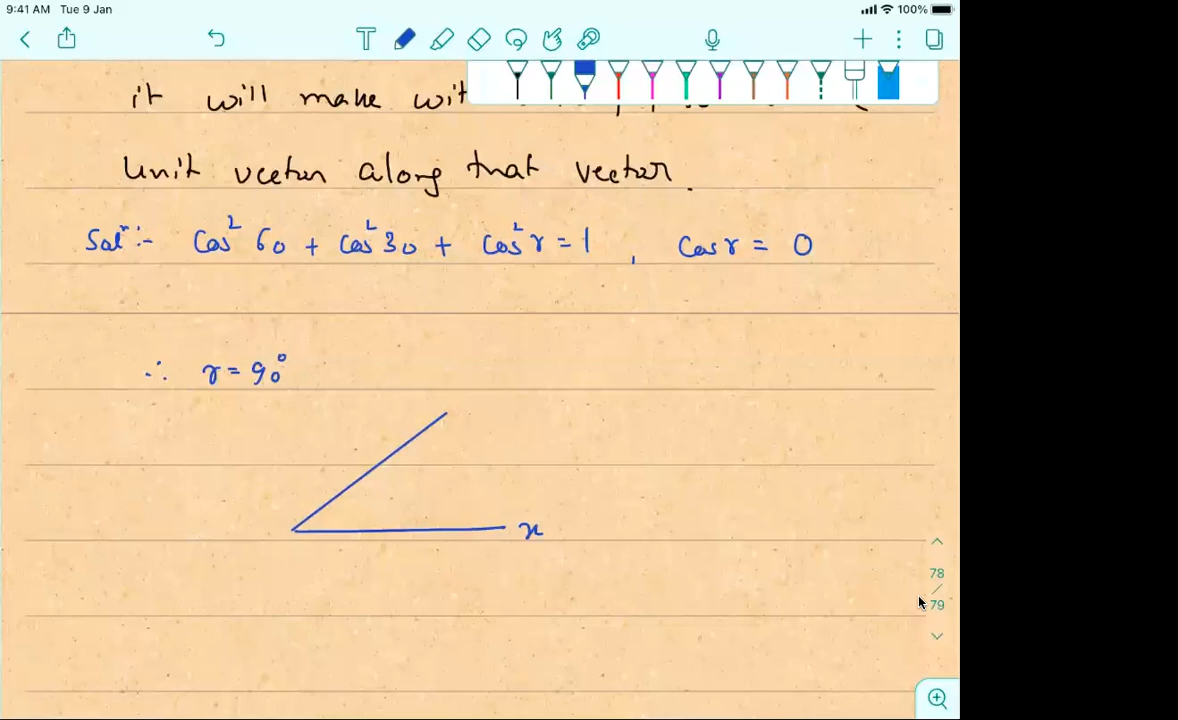 9:41 AM Tue 9 Jan
100%
T
it will make wit
Unit vector along that vector.
Solⁿ :- Cos² 60 + cos² 30 + cos² r = 1 , Cos r = 0
∴ r = 90°
x
78
/
79